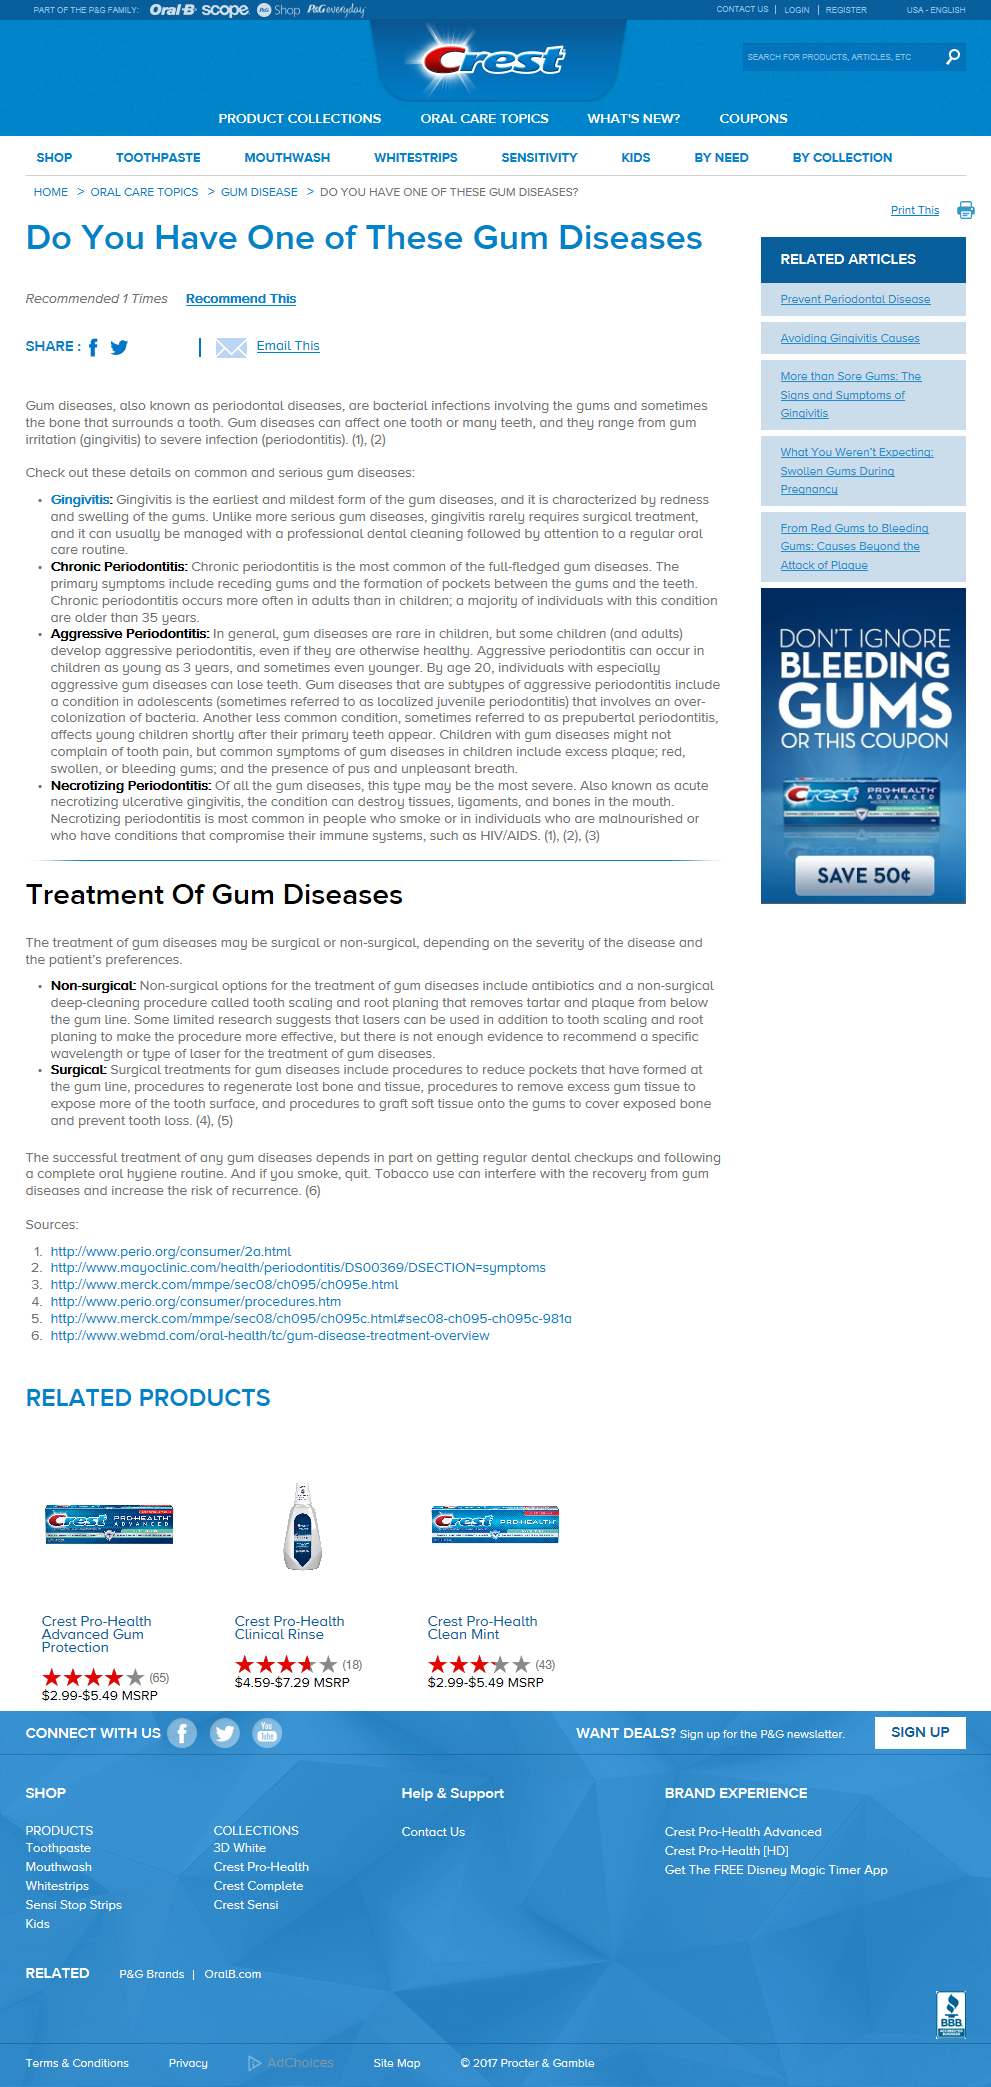 PART OF THE P&G FAMILY: Oral-B scope. P&G Shop P&G everyday
CONTACT US | LOGIN | REGISTER USA - ENGLISH
Crest
SEARCH FOR PRODUCTS, ARTICLES, ETC
PRODUCT COLLECTIONS ORAL CARE TOPICS WHAT'S NEW? COUPONS
SHOP TOOTHPASTE MOUTHWASH WHITESTRIPS SENSITIVITY KIDS BY NEED BY COLLECTION
HOME > ORAL CARE TOPICS > GUM DISEASE > DO YOU HAVE ONE OF THESE GUM DISEASES?
Print This
Do You Have One of These Gum Diseases
Recommended 1 Times Recommend This
SHARE : | Email This
Gum diseases, also known as periodontal diseases, are bacterial infections involving the gums and sometimes
the bone that surrounds a tooth. Gum diseases can affect one tooth or many teeth, and they range from gum
irritation (gingivitis) to severe infection (periodontitis). (1), (2)
Check out these details on common and serious gum diseases:
• Gingivitis: Gingivitis is the earliest and mildest form of the gum diseases, and it is characterized by redness
and swelling of the gums. Unlike more serious gum diseases, gingivitis rarely requires surgical treatment,
and it can usually be managed with a professional dental cleaning followed by attention to a regular oral
care routine.
• Chronic Periodontitis: Chronic periodontitis is the most common of the full-fledged gum diseases. The
primary symptoms include receding gums and the formation of pockets between the gums and the teeth.
Chronic periodontitis occurs more often in adults than in children; a majority of individuals with this condition
are older than 35 years.
• Aggressive Periodontitis: In general, gum diseases are rare in children, but some children (and adults)
develop aggressive periodontitis, even if they are otherwise healthy. Aggressive periodontitis can occur in
children as young as 3 years, and sometimes even younger. By age 20, individuals with especially
aggressive gum diseases can lose teeth. Gum diseases that are subtypes of aggressive periodontitis include
a condition in adolescents (sometimes referred to as localized juvenile periodontitis) that involves an over-
colonization of bacteria. Another less common condition, sometimes referred to as prepubertal periodontitis,
affects young children shortly after their primary teeth appear. Children with gum diseases might not
complain of tooth pain, but common symptoms of gum diseases in children include excess plaque; red,
swollen, or bleeding gums; and the presence of pus and unpleasant breath.
• Necrotizing Periodontitis: Of all the gum diseases, this type may be the most severe. Also known as acute
necrotizing ulcerative gingivitis, the condition can destroy tissues, ligaments, and bones in the mouth.
Necrotizing periodontitis is most common in people who smoke or in individuals who are malnourished or
who have conditions that compromise their immune systems, such as HIV/AIDS. (1), (2), (3)
Treatment Of Gum Diseases
The treatment of gum diseases may be surgical or non-surgical, depending on the severity of the disease and
the patient's preferences.
• Non-surgical: Non-surgical options for the treatment of gum diseases include antibiotics and a non-surgical
deep-cleaning procedure called tooth scaling and root planing that removes tartar and plaque from below
the gum line. Some limited research suggests that lasers can be used in addition to tooth scaling and root
planing to make the procedure more effective, but there is not enough evidence to recommend a specific
wavelength or type of laser for the treatment of gum diseases.
• Surgical: Surgical treatments for gum diseases include procedures to reduce pockets that have formed at
the gum line, procedures to regenerate lost bone and tissue, procedures to remove excess gum tissue to
expose more of the tooth surface, and procedures to graft soft tissue onto the gums to cover exposed bone
and prevent tooth loss. (4), (5)
The successful treatment of any gum diseases depends in part on getting regular dental checkups and following
a complete oral hygiene routine. And if you smoke, quit. Tobacco use can interfere with the recovery from gum
diseases and increase the risk of recurrence. (6)
Sources:
1. http://www.perio.org/consumer/2a.html
2. http://www.mayoclinic.com/health/periodontitis/DS00369/DSECTION=symptoms
3. http://www.merck.com/mmpe/sec08/ch095/ch095e.html
4. http://www.perio.org/consumer/procedures.htm
5. http://www.merck.com/mmpe/sec08/ch095/ch095c.html#sec08-ch095-ch095c-981a
6. http://www.webmd.com/oral-health/tc/gum-disease-treatment-overview
RELATED ARTICLES
Prevent Periodontal Disease
Avoiding Gingivitis Causes
More than Sore Gums: The
Signs and Symptoms of
Gingivitis
What You Weren't Expecting:
Swollen Gums During
Pregnancy
From Red Gums to Bleeding
Gums: Causes Beyond the
Attack of Plaque
DON'T IGNORE
BLEEDING
GUMS
OR THIS COUPON
Crest PRO-HEALTH
ADVANCED
SAVE 50¢
RELATED PRODUCTS
Crest PRO-HEALTH
ADVANCED
Crest PRO-HEALTH
Crest Pro-Health
Advanced Gum
Protection
(65)
$2.99-$5.49 MSRP
Crest Pro-Health
Clinical Rinse
(18)
$4.59-$7.29 MSRP
Crest Pro-Health
Clean Mint
(43)
$2.99-$5.49 MSRP
CONNECT WITH US You Tube
WANT DEALS? Sign up for the P&G newsletter. SIGN UP
SHOP
PRODUCTS
Toothpaste
Mouthwash
Whitestrips
Sensi Stop Strips
Kids
COLLECTIONS
3D White
Crest Pro-Health
Crest Complete
Crest Sensi
Help & Support
Contact Us
BRAND EXPERIENCE
Crest Pro-Health Advanced
Crest Pro-Health [HD]
Get The FREE Disney Magic Timer App
RELATED P&G Brands | OralB.com
BBB
ACCREDITED
BUSINESS
Terms & Conditions Privacy AdChoices Site Map © 2017 Procter & Gamble